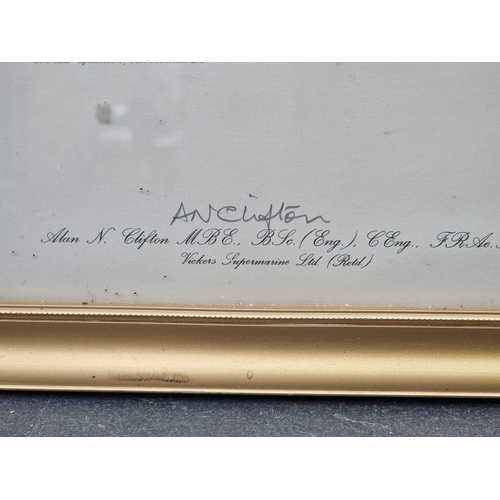 ANClifton
Alan N. Clifton M.B.E., B.Sc. (Eng.), C.Eng., F.R.Ae.
Vickers Supermarine Ltd. (Retd.)